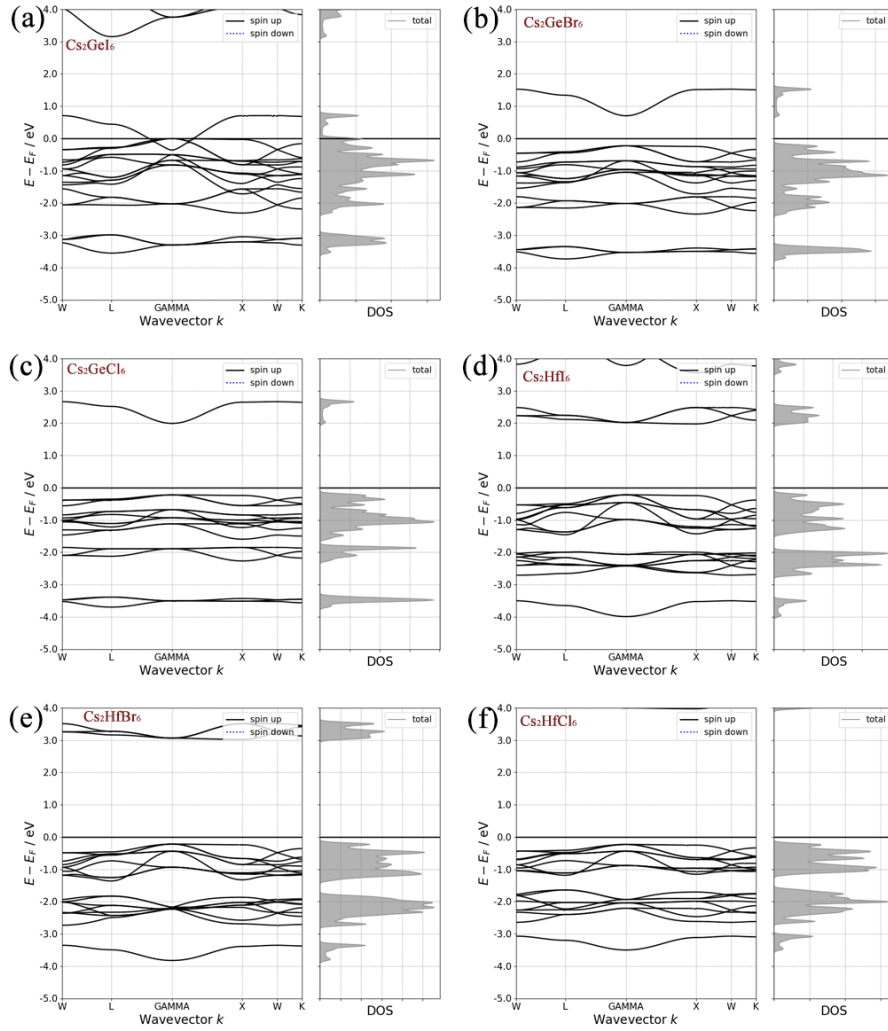 (a)
Cs₂GeI₆
spin up
spin down
total
4.0
3.0
2.0
1.0
0.0
-1.0
-2.0
-3.0
-4.0
-5.0
E − E_F / eV
W L GAMMA X W K
Wavevector k
DOS
(b)
Cs₂GeBr₆
spin up
spin down
total
4.0
3.0
2.0
1.0
0.0
-1.0
-2.0
-3.0
-4.0
-5.0
E − E_F / eV
W L GAMMA X W K
Wavevector k
DOS
(c)
Cs₂GeCl₆
spin up
spin down
total
4.0
3.0
2.0
1.0
0.0
-1.0
-2.0
-3.0
-4.0
-5.0
E − E_F / eV
W L GAMMA X W K
Wavevector k
DOS
(d)
Cs₂HfI₆
spin up
spin down
total
4.0
3.0
2.0
1.0
0.0
-1.0
-2.0
-3.0
-4.0
-5.0
E − E_F / eV
W L GAMMA X W K
Wavevector k
DOS
(e)
Cs₂HfBr₆
spin up
spin down
total
4.0
3.0
2.0
1.0
0.0
-1.0
-2.0
-3.0
-4.0
-5.0
E − E_F / eV
W L GAMMA X W K
Wavevector k
DOS
(f)
Cs₂HfCl₆
spin up
spin down
total
4.0
3.0
2.0
1.0
0.0
-1.0
-2.0
-3.0
-4.0
-5.0
E − E_F / eV
W L GAMMA X W K
Wavevector k
DOS